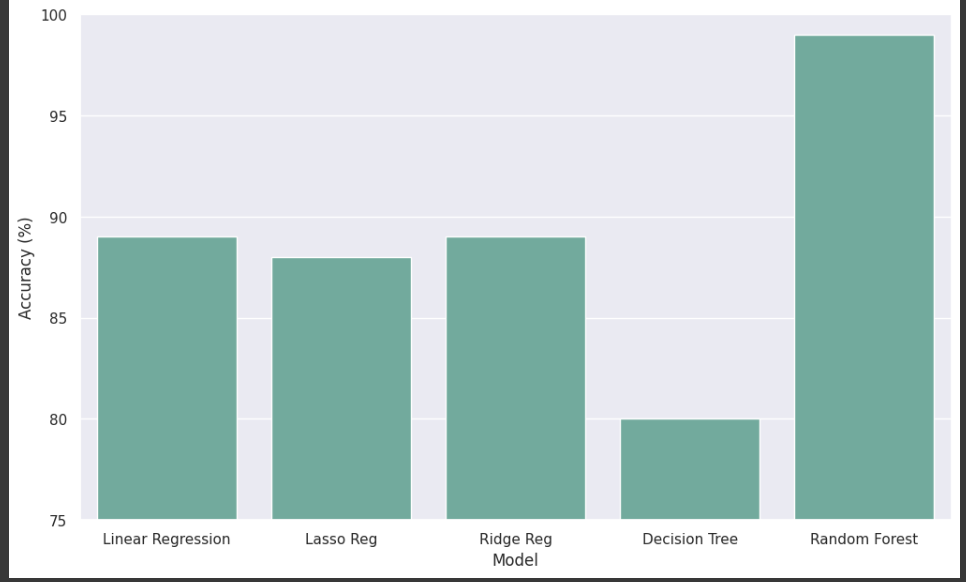 100
95
90
85
80
75
Accuracy (%)
Linear Regression Lasso Reg Ridge Reg Decision Tree Random Forest
Model